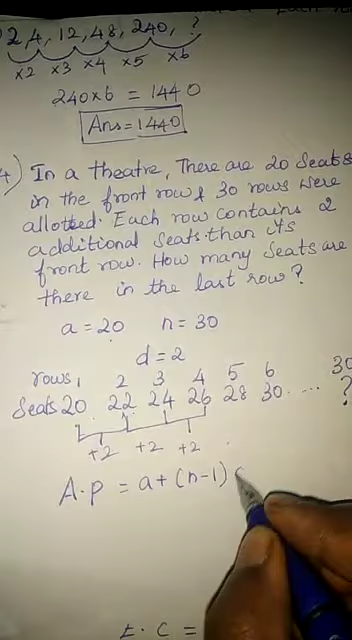 2, 4, 12, 48, 240, ?
×2 ×3 ×4 ×5 ×6
240×6 = 1440
Ans=1440
4) In a theatre, There are 20 Seats
in the front row & 30 rows were
allotted. Each row contains 2
additional Seats than its
front row. How many Seats are
there in the last row?
a = 20 n = 30
d = 2
rows 1 2 3 4 5 6 30
Seats 20 22 24 26 28 30 ... ?
+2 +2 +2
A.P = a + (n-1)
t. c =